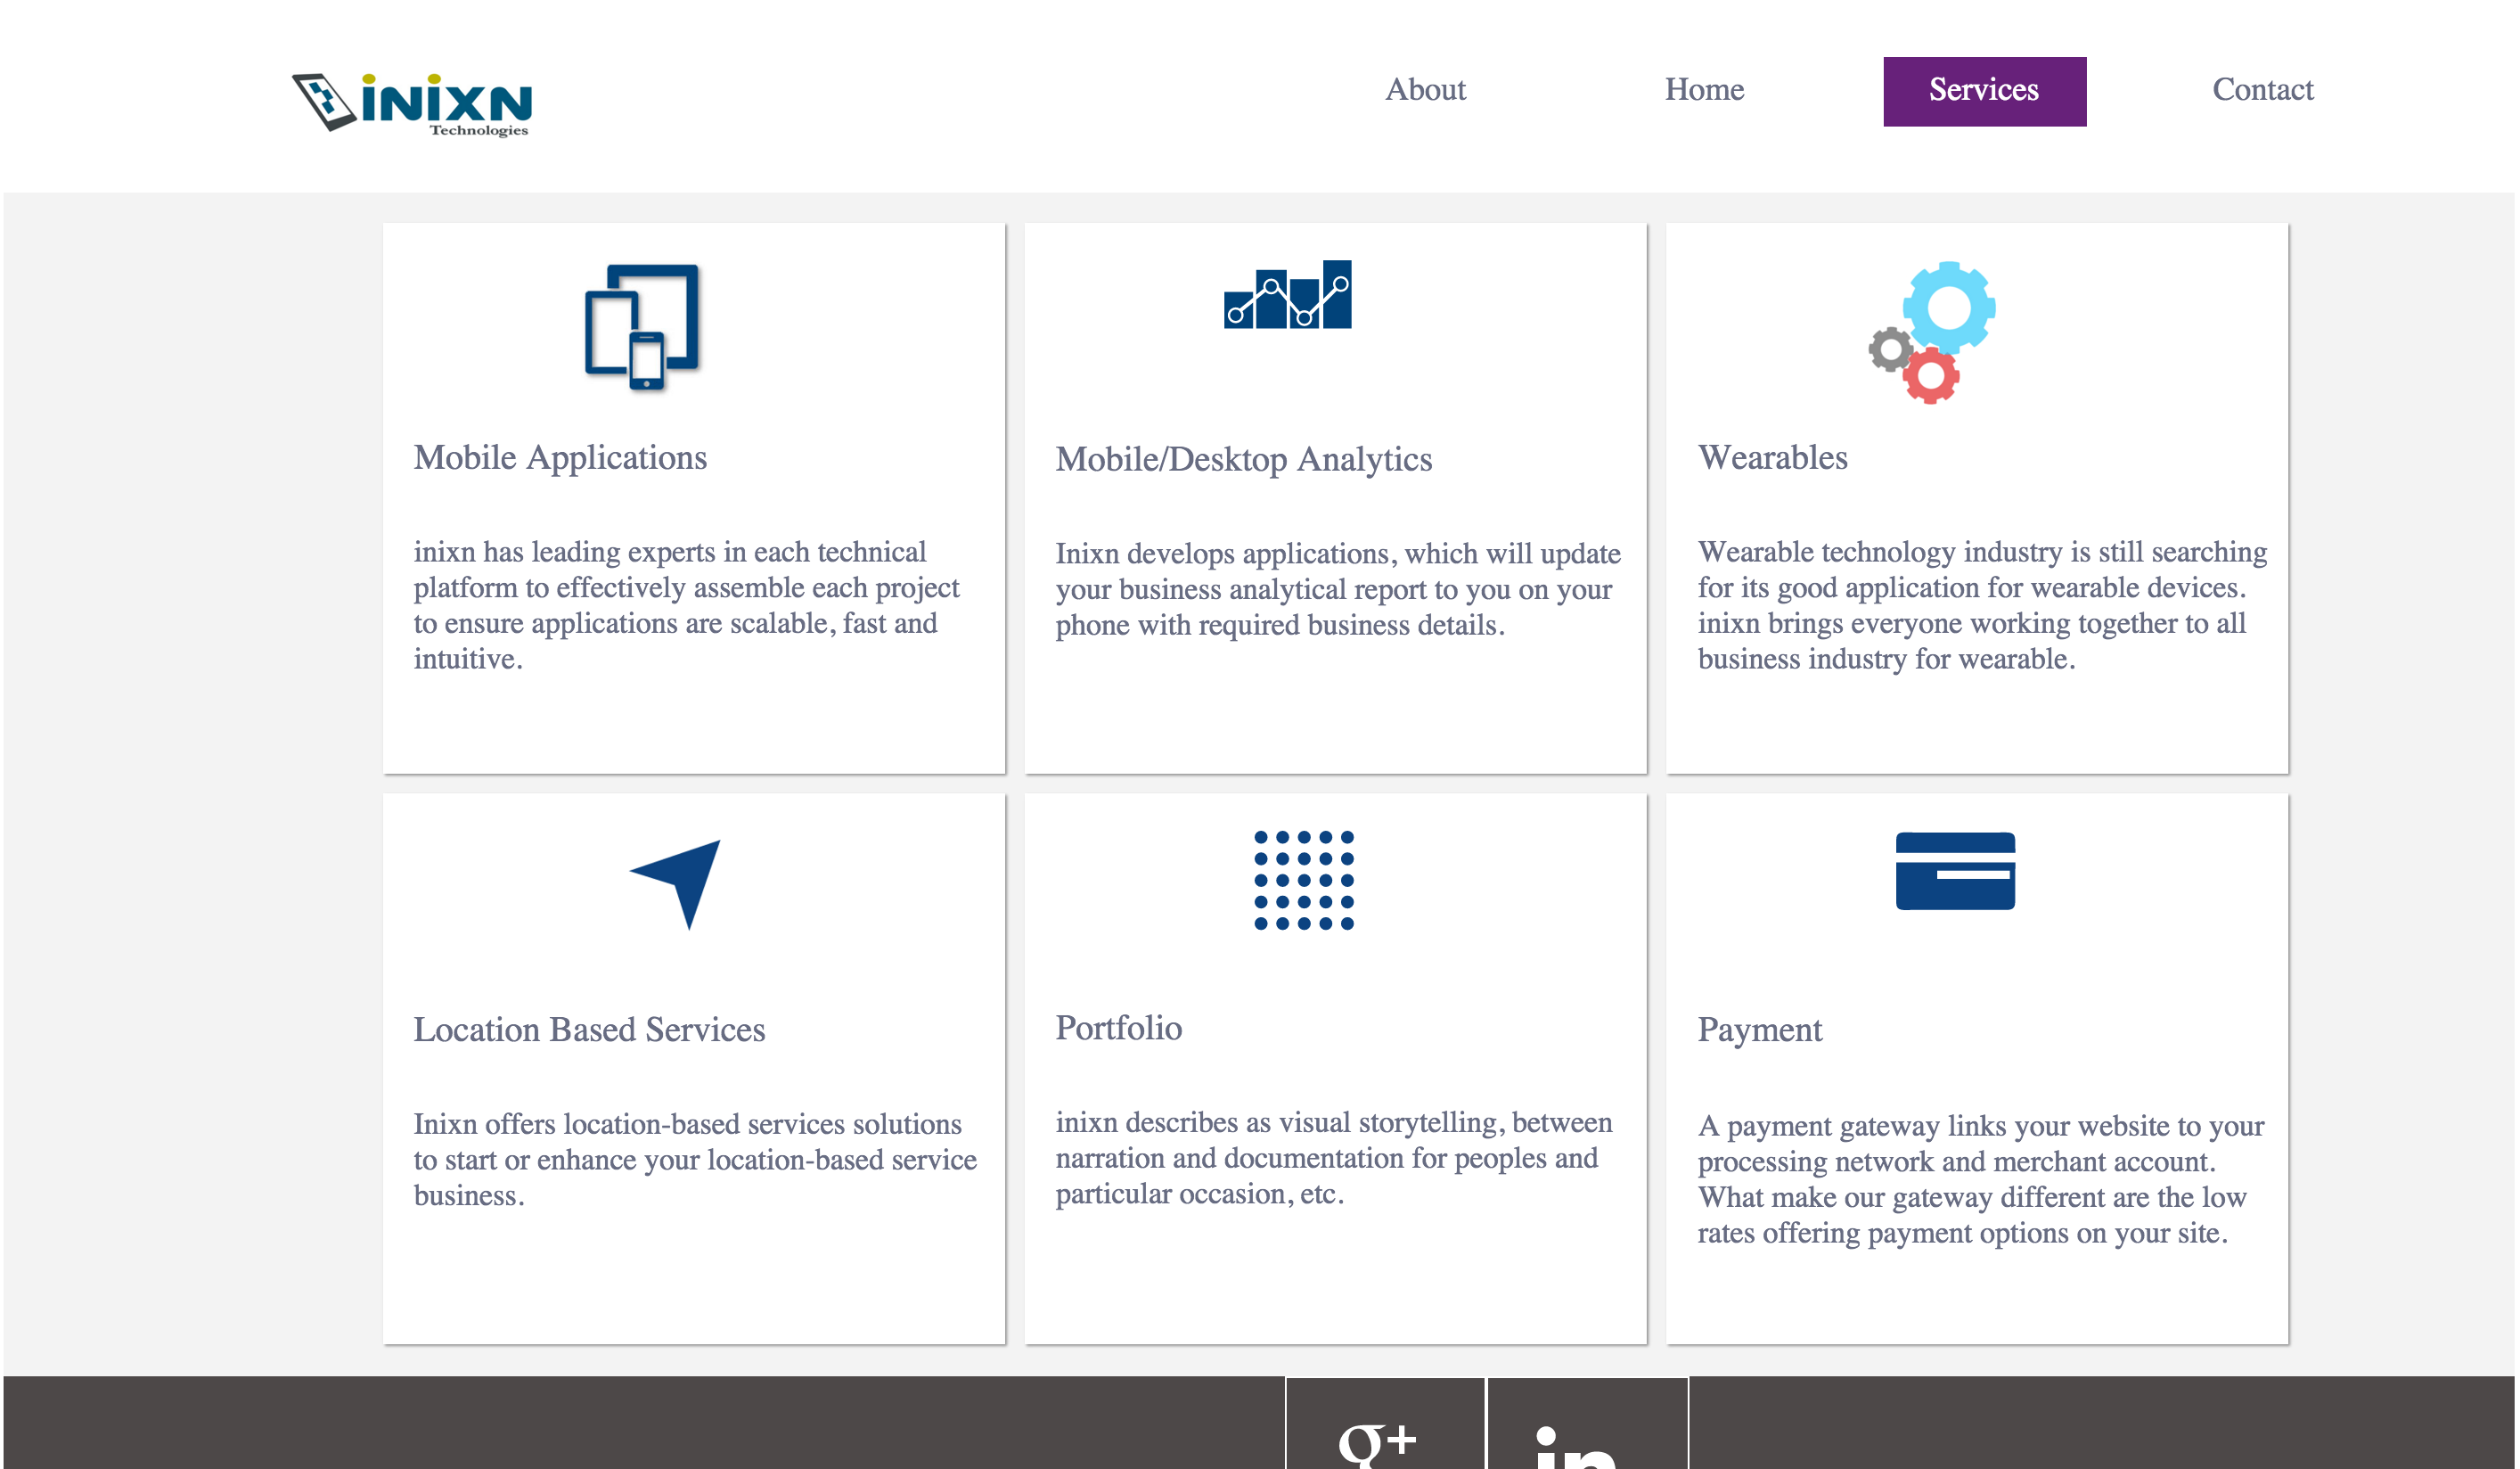 iNiXN
Technologies
About
Home
Services
Contact
Mobile Applications
inixn has leading experts in each technical
platform to effectively assemble each project
to ensure applications are scalable, fast and
intuitive.
Mobile/Desktop Analytics
Inixn develops applications, which will update
your business analytical report to you on your
phone with required business details.
Wearables
Wearable technology industry is still searching
for its good application for wearable devices.
inixn brings everyone working together to all
business industry for wearable.
Location Based Services
Inixn offers location-based services solutions
to start or enhance your location-based service
business.
Portfolio
inixn describes as visual storytelling, between
narration and documentation for peoples and
particular occasion, etc.
Payment
A payment gateway links your website to your
processing network and merchant account.
What make our gateway different are the low
rates offering payment options on your site.
g+
in